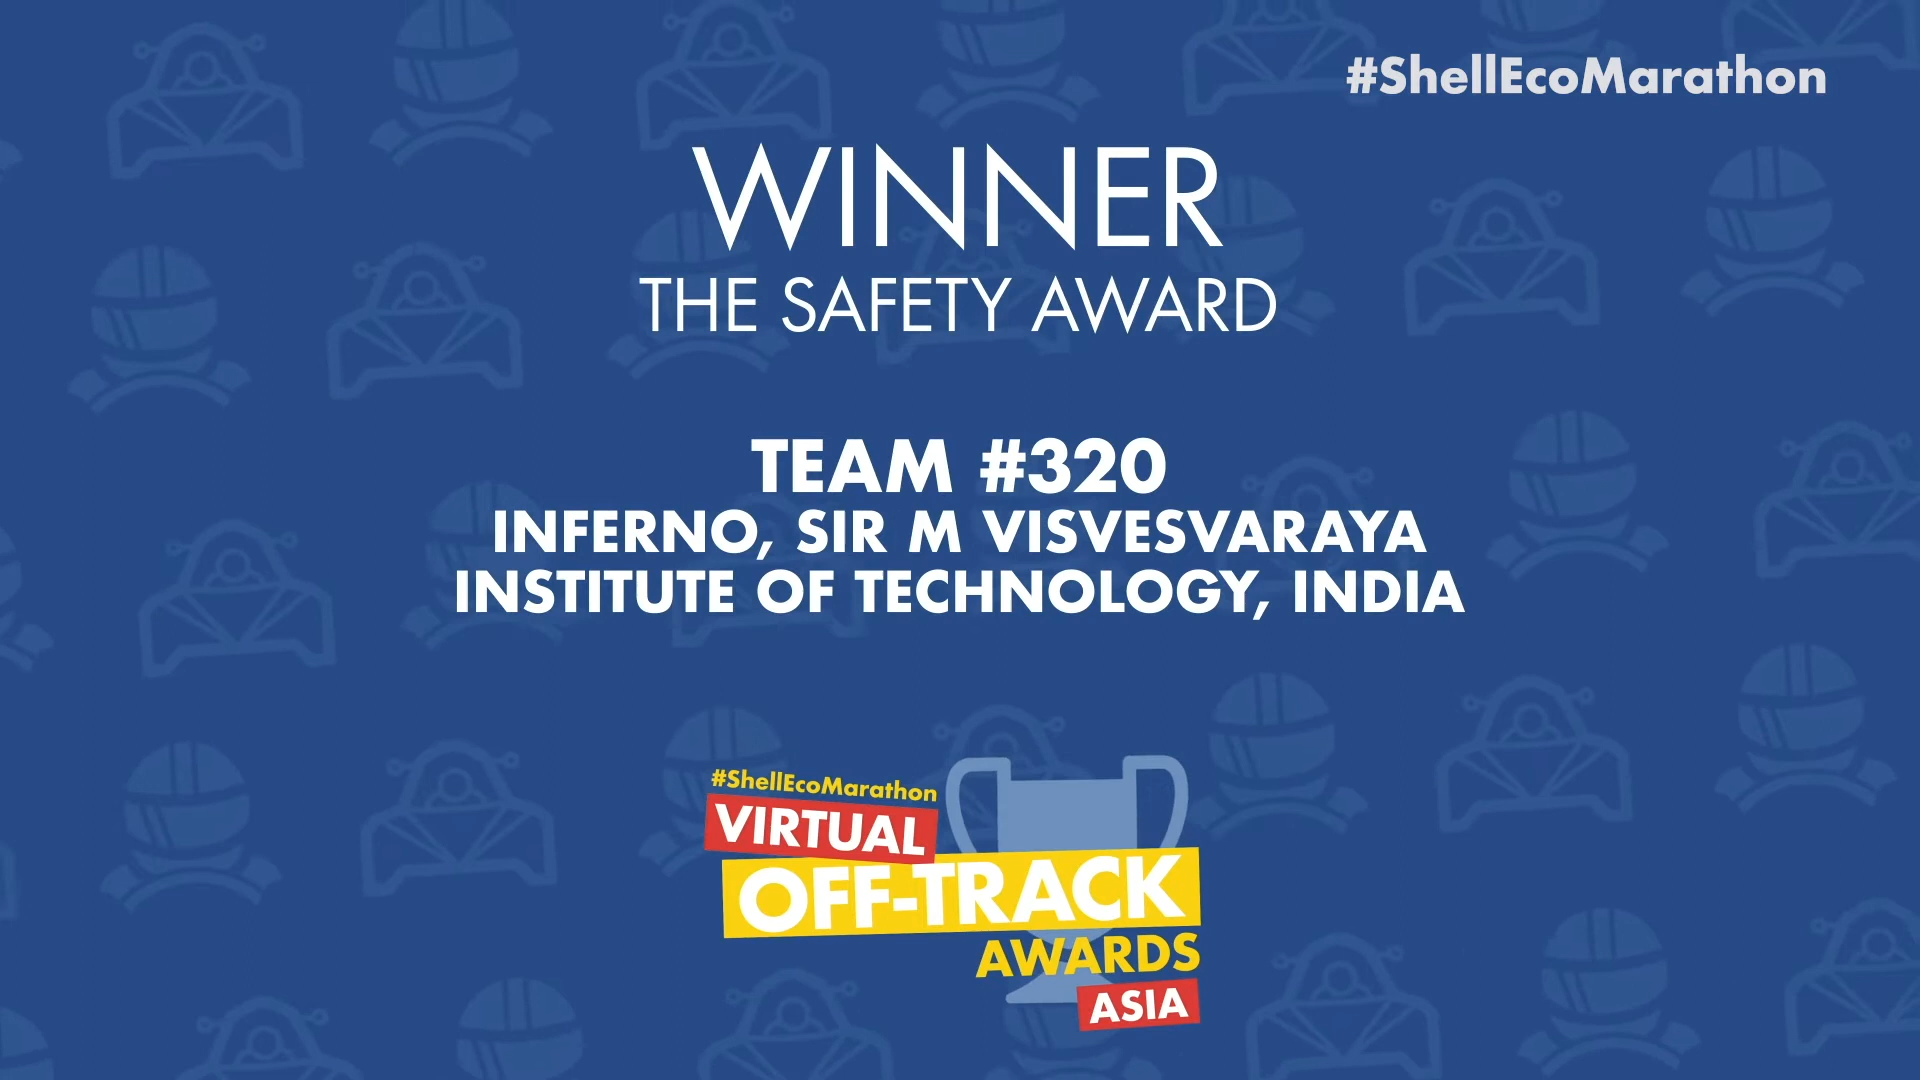 #ShellEcoMarathon
WINNER
THE SAFETY AWARD
TEAM #320
INFERNO, SIR M VISVESVARAYA
INSTITUTE OF TECHNOLOGY, INDIA
#ShellEcoMarathon
VIRTUAL
OFF-TRACK
AWARDS
ASIA